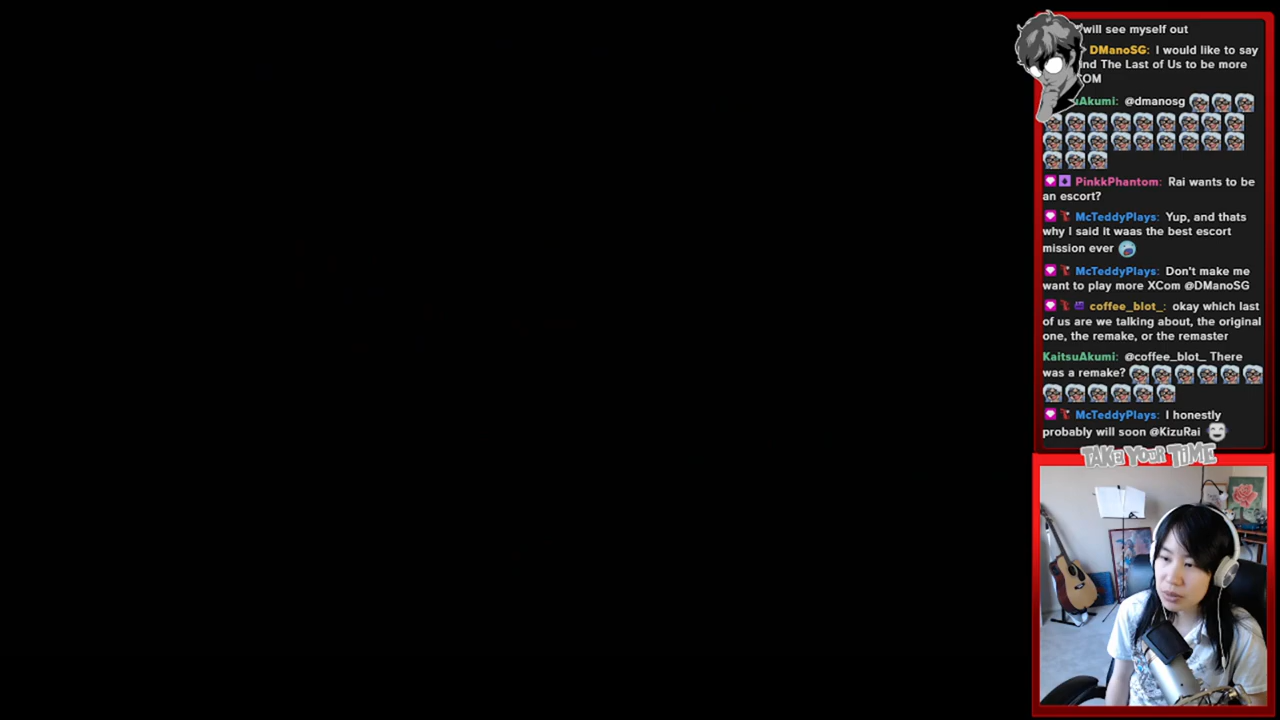 will see myself out
DManoSG: I would like to say
nd The Last of Us to be more
COM
uAkumi: @dmanosg
PinkkPhantom: Rai wants to be
an escort?
McTeddyPlays: Yup, and thats
why I said it waas the best escort
mission ever
McTeddyPlays: Don't make me
want to play more XCom @DManoSG
coffee_blot_: okay which last
of us are we talking about, the original
one, the remake, or the remaster
KaitsuAkumi: @coffee_blot_ There
was a remake?
McTeddyPlays: I honestly
probably will soon @KizuRai
TAKE YOUR TIME